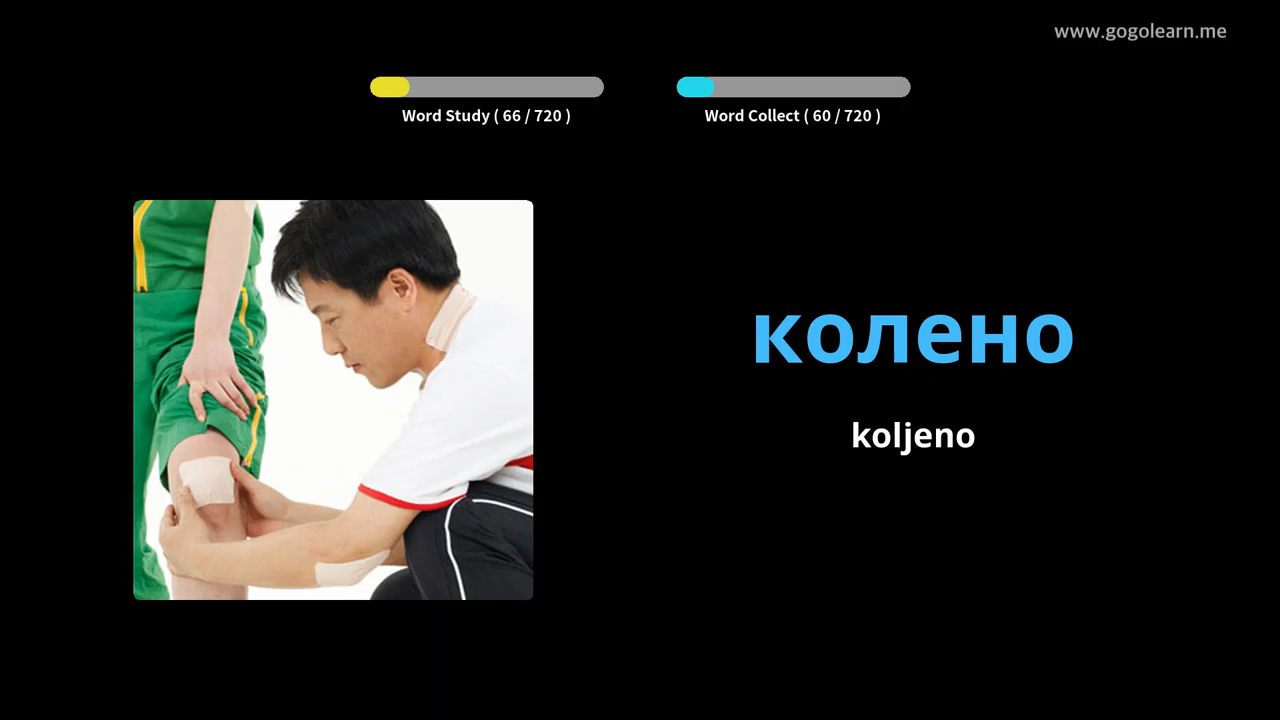 www.gogolearn.me
Word Study ( 66 / 720 )
Word Collect ( 60 / 720 )
колено
koljeno